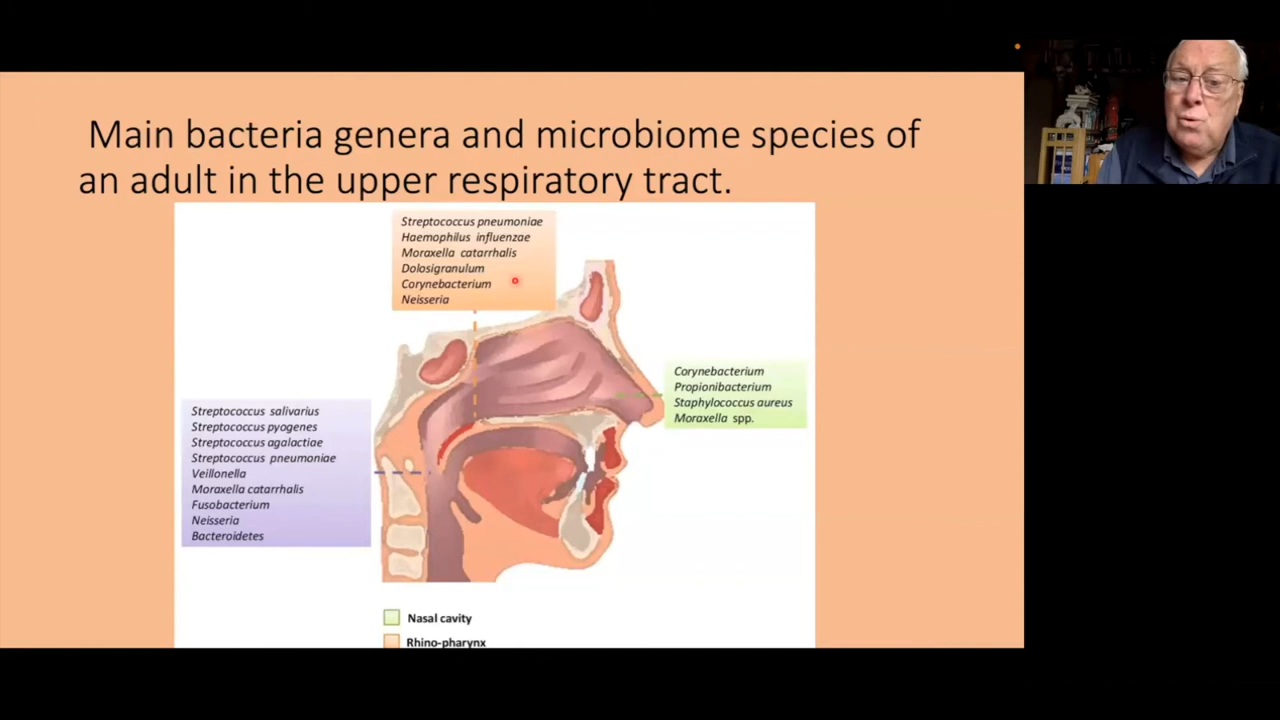 Main bacteria genera and microbiome species of
an adult in the upper respiratory tract.
Streptococcus pneumoniae
Haemophilus influenzae
Moraxella catarrhalis
Dolosigranulum
Corynebacterium
Neisseria
Corynebacterium
Propionibacterium
Staphylococcus aureus
Moraxella spp.
Streptococcus salivarius
Streptococcus pyogenes
Streptococcus agalactiae
Streptococcus pneumoniae
Veillonella
Moraxella catarrhalis
Fusobacterium
Neisseria
Bacteroidetes
Nasal cavity
Rhino-pharynx